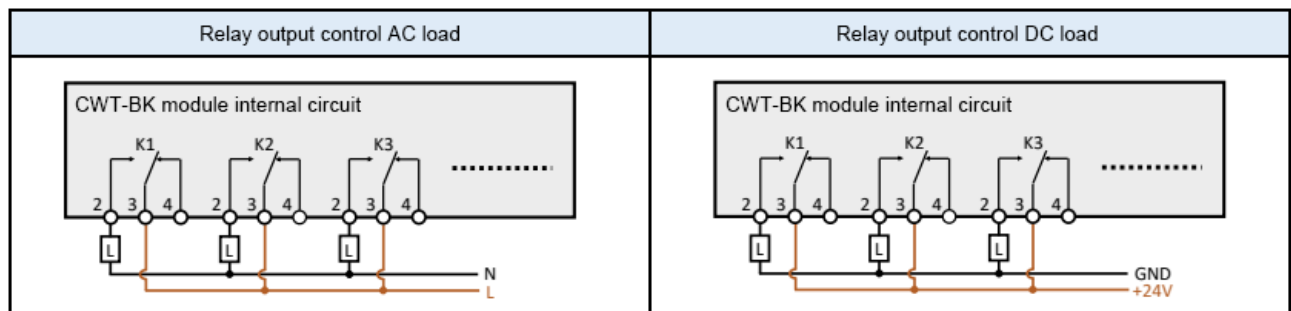 Relay output control AC load
Relay output control DC load
CWT-BK module internal circuit
K1 K2 K3
2 3 4 2 3 4 2 3 4
L L L
N
L
CWT-BK module internal circuit
K1 K2 K3
2 3 4 2 3 4 2 3 4
L L L
GND
+24V